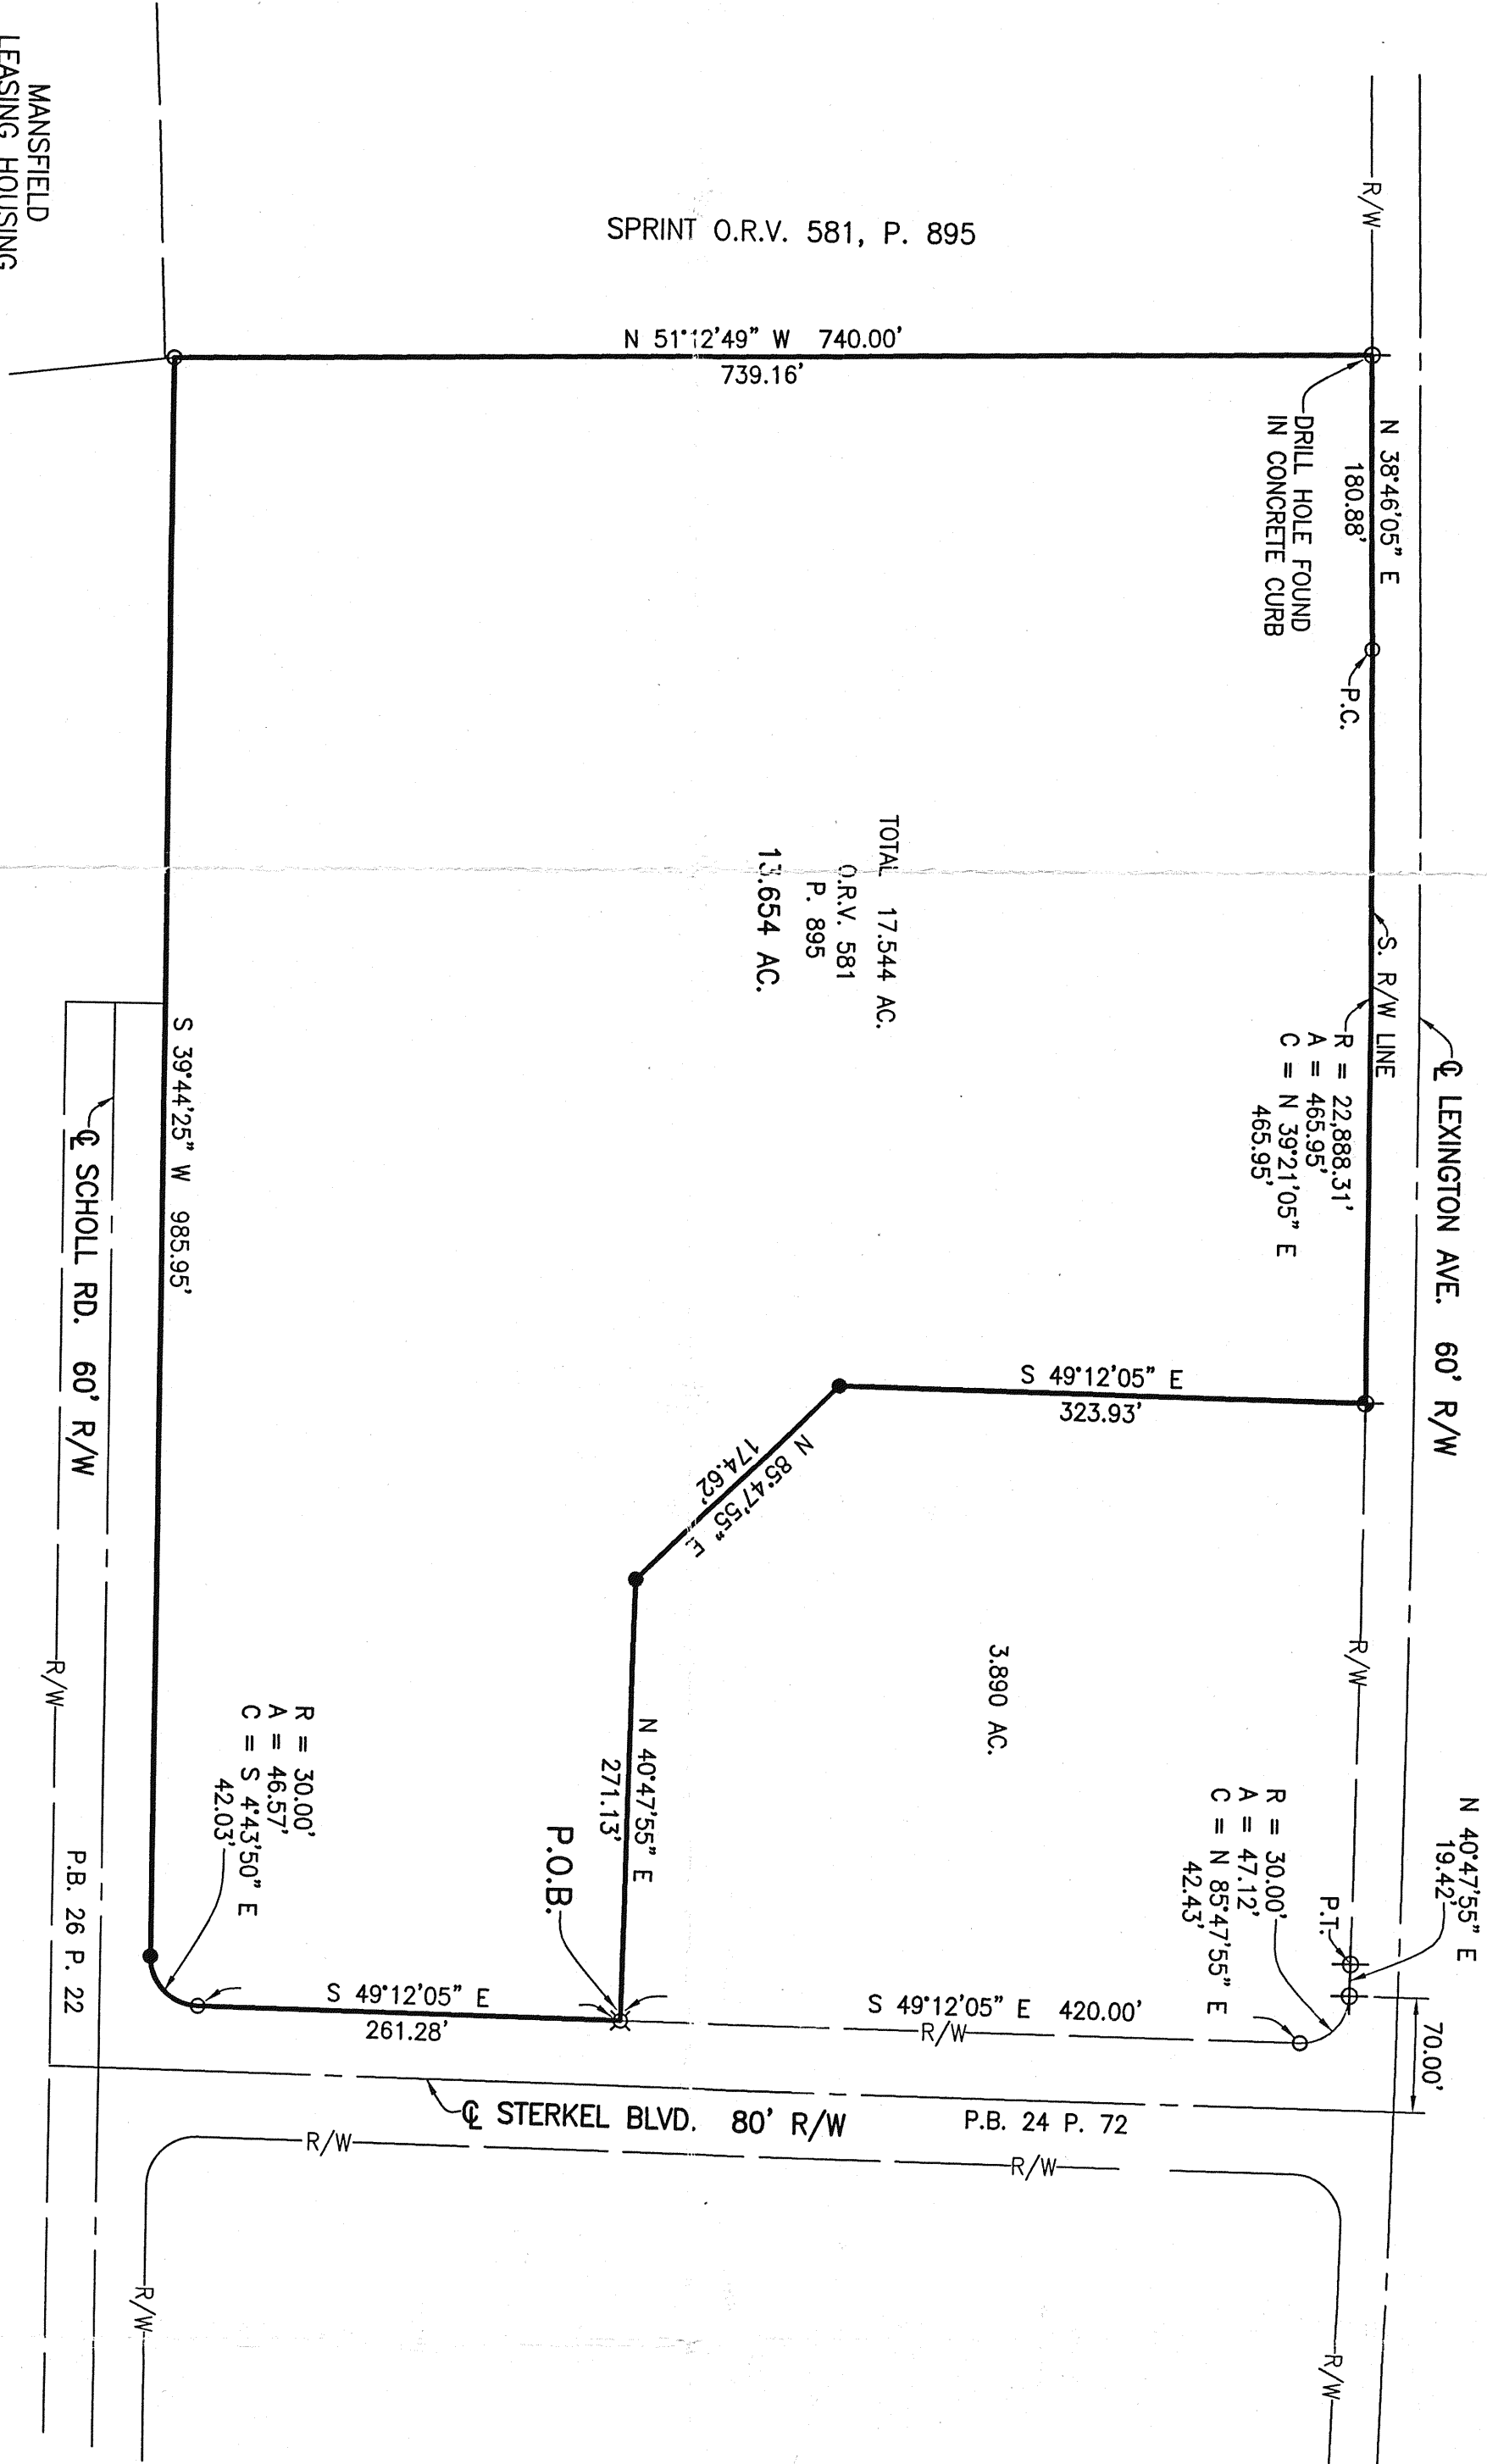 MANSFIELD
LEASING HOUSING
SPRINT O.R.V. 581, P. 895
R/W
N 51°12'49" W 740.00'
739.16'
DRILL HOLE FOUND
IN CONCRETE CURB
N 38°46'05" E
180.88'
P.C.
S. R/W LINE
R = 22,888.31'
A = 465.95'
C = N 39°21'05" E
465.95'
℄ LEXINGTON AVE. 60' R/W
TOTAL 17.544 AC.
O.R.V. 581
P. 895
13.654 AC.
S 39°44'25" W 985.95'
℄ SCHOLL RD. 60' R/W
S 49°12'05" E
323.93'
N 85°47'55" E
174.62'
3.890 AC.
R/W
R/W
N 40°47'55" E
271.13'
P.O.B.
R = 30.00'
A = 46.57'
C = S 4°43'50" E
42.03'
R = 30.00'
A = 47.12'
C = N 85°47'55" E
42.43'
P.T.
N 40°47'55" E
19.42'
70.00'
P.B. 26 P. 22
S 49°12'05" E
261.28'
S 49°12'05" E 420.00'
R/W
℄ STERKEL BLVD. 80' R/W
P.B. 24 P. 72
R/W
R/W
R/W
R/W